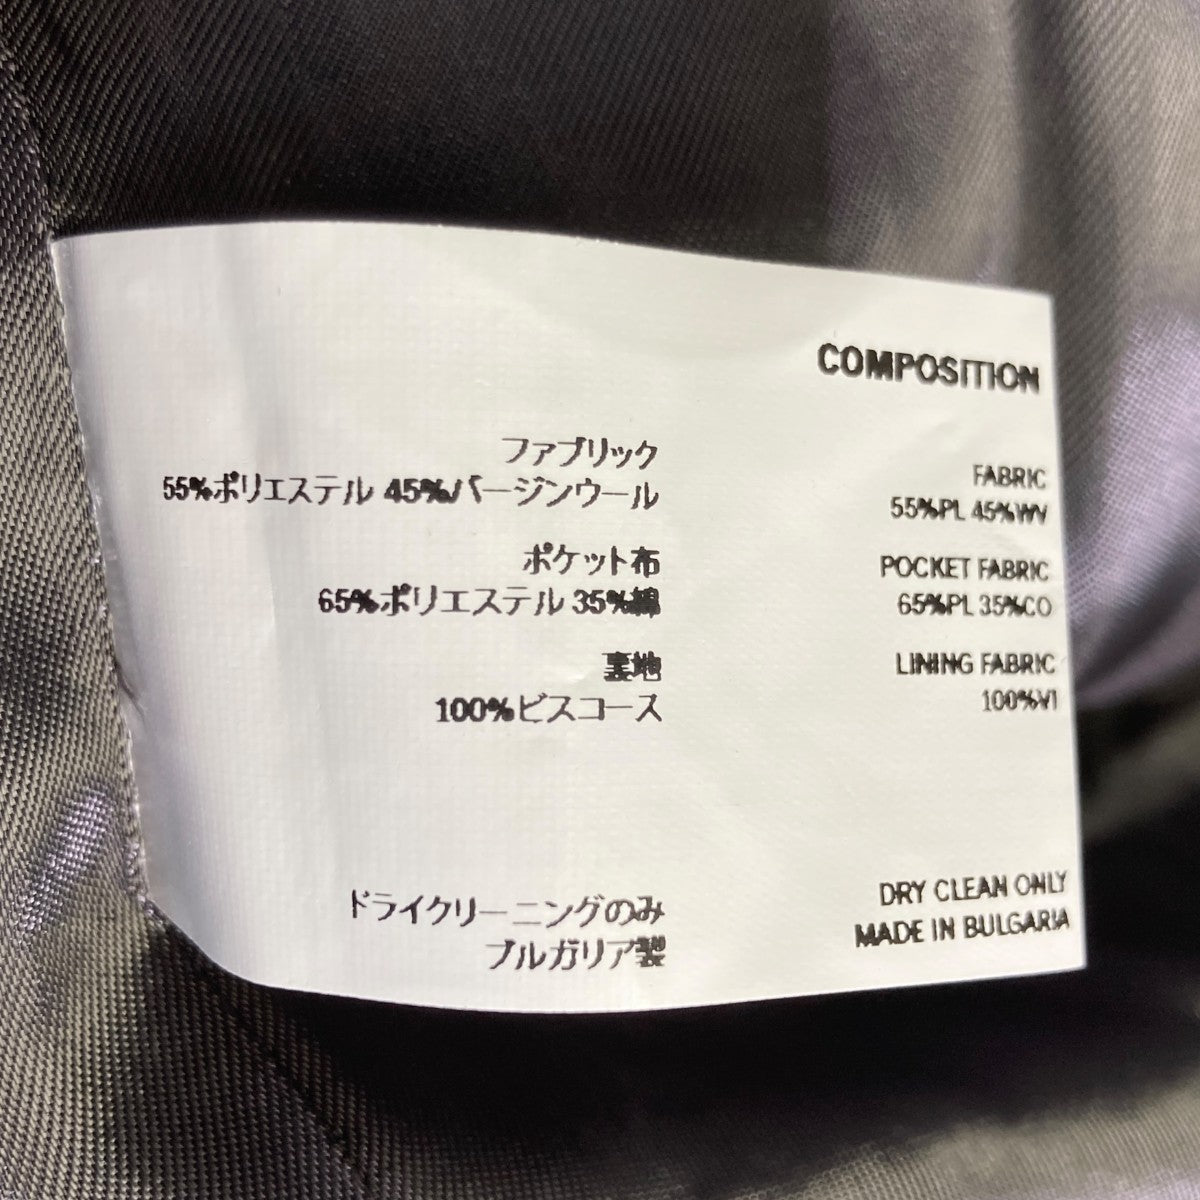 COMPOSITION
ファブリック
55%ポリエステル 45%バージンウール
ポケット布
65%ポリエステル 35%綿
裏地
100%ビスコース
ドライクリーニングのみ
ブルガリア製
FABRIC
55%PL 45%WV
POCKET FABRIC
65%PL 35%CO
LINING FABRIC
100%VI
DRY CLEAN ONLY
MADE IN BULGARIA